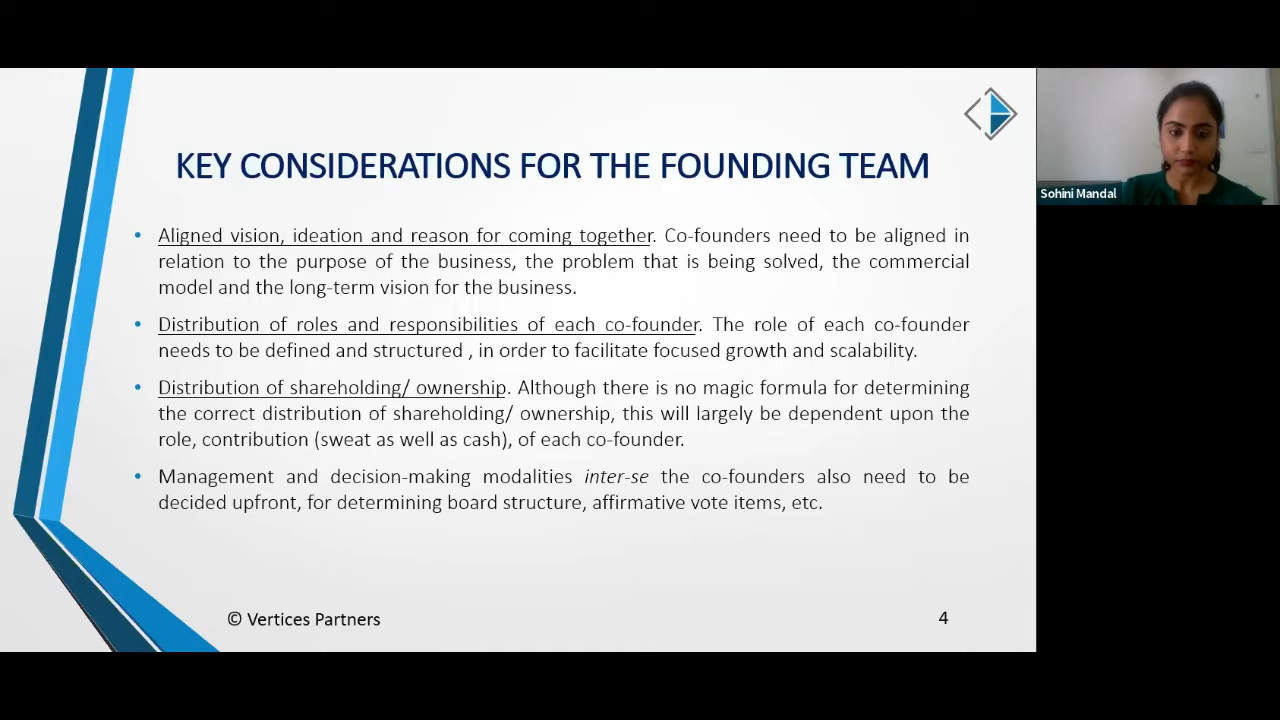 KEY CONSIDERATIONS FOR THE FOUNDING TEAM
Sohini Mandal
• Aligned vision, ideation and reason for coming together. Co-founders need to be aligned in
relation to the purpose of the business, the problem that is being solved, the commercial
model and the long-term vision for the business.
• Distribution of roles and responsibilities of each co-founder. The role of each co-founder
needs to be defined and structured , in order to facilitate focused growth and scalability.
• Distribution of shareholding/ ownership. Although there is no magic formula for determining
the correct distribution of shareholding/ ownership, this will largely be dependent upon the
role, contribution (sweat as well as cash), of each co-founder.
• Management and decision-making modalities inter-se the co-founders also need to be
decided upfront, for determining board structure, affirmative vote items, etc.
© Vertices Partners
4